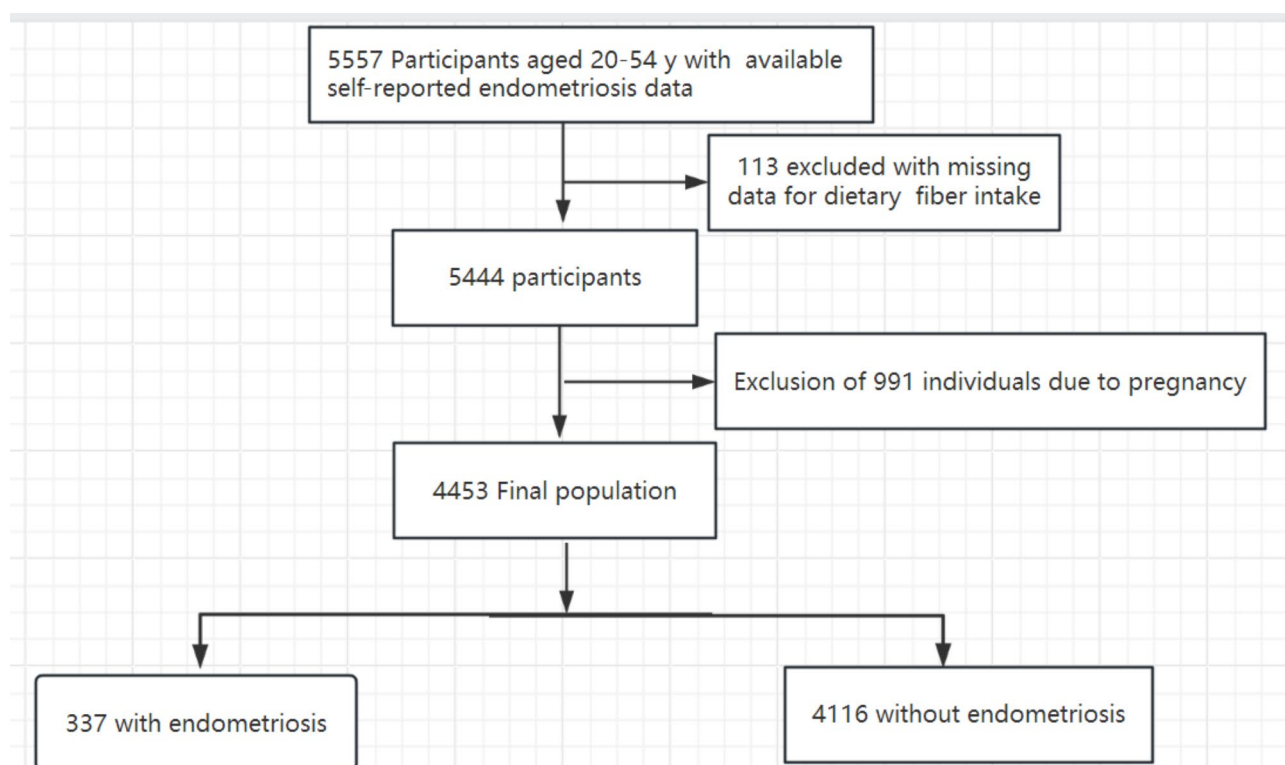 5557 Participants aged 20-54 y with  available
self-reported endometriosis data
113 excluded with missing
data for dietary  fiber intake
5444 participants
Exclusion of 991 individuals due to pregnancy
4453 Final population
337 with endometriosis
4116 without endometriosis